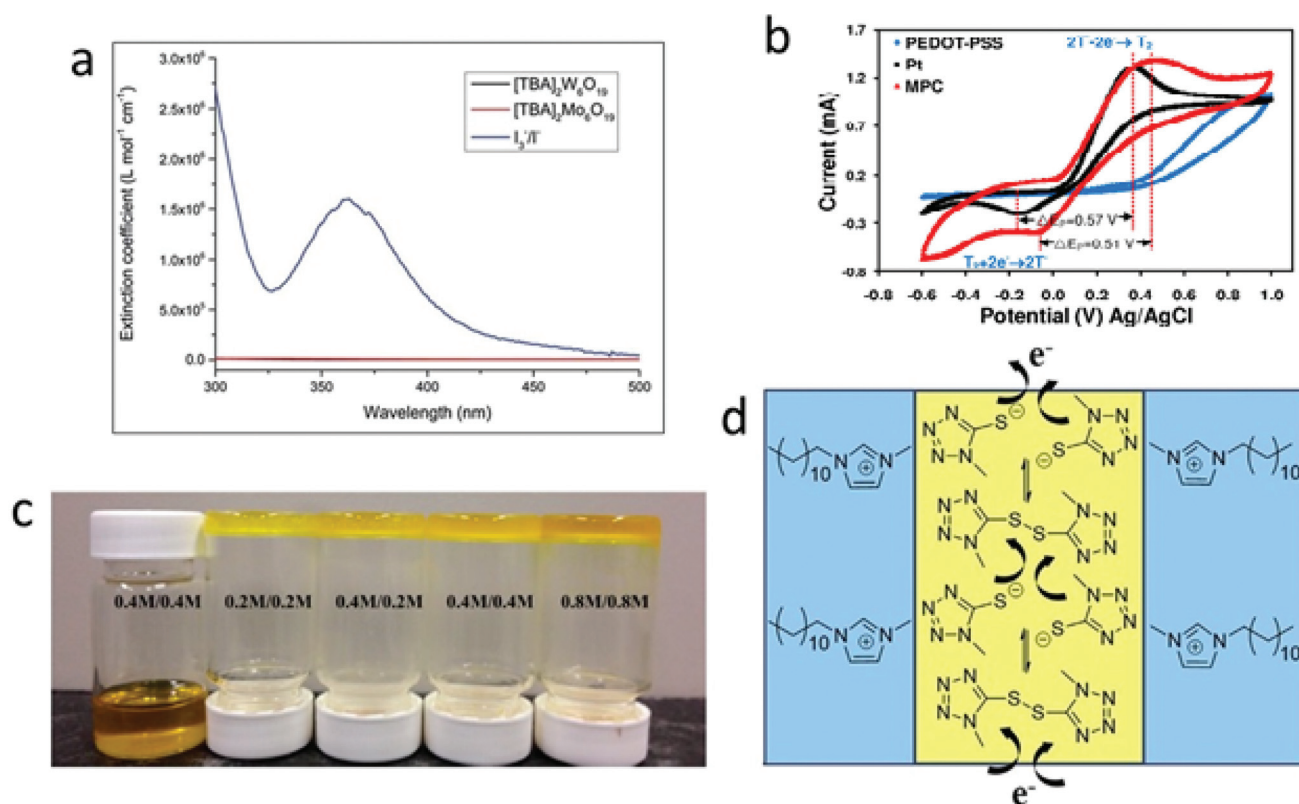 a
3.0x10⁶
2.5x10⁶
2.0x10⁶
1.5x10⁶
1.0x10⁶
5.0x10⁵
0.0
Extinction coefficient (L mol⁻¹ cm⁻¹)
[TBA]₂W₆O₁₉
[TBA]₂Mo₆O₁₉
I₃⁻/I⁻
300 350 400 450 500
Wavelength (nm)
b
1.7
1.2
0.7
0.2
-0.3
-0.8
Current (mA)
PEDOT-PSS
Pt
MPC
2T⁻-2e⁻→T₂
△Eₚ=0.57 V
△Eₚ=0.51 V
T₂+2e⁻→2T⁻
-0.8 -0.6 -0.4 -0.2 0.0 0.2 0.4 0.6 0.8 1.0
Potential (V) Ag/AgCl
c
0.4M/0.4M 0.2M/0.2M 0.4M/0.2M 0.4M/0.4M 0.8M/0.8M
d
e⁻
N N N N S⊖
S⊖ N N N N
10 N N ⊕
N N ⊕ 10
N N N N S S N N N N
N N N N S⊖
S⊖ N N N N
10 N N ⊕
N N ⊕ 10
N N N N S S N N N N
e⁻